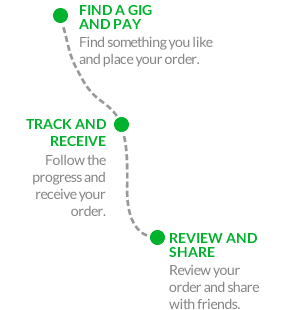 FIND A GIG
AND PAY
Find something you like
and place your order.
TRACK AND
RECEIVE
Follow the
progress and
receive your
order.
REVIEW AND
SHARE
Review your
order and share
with friends.